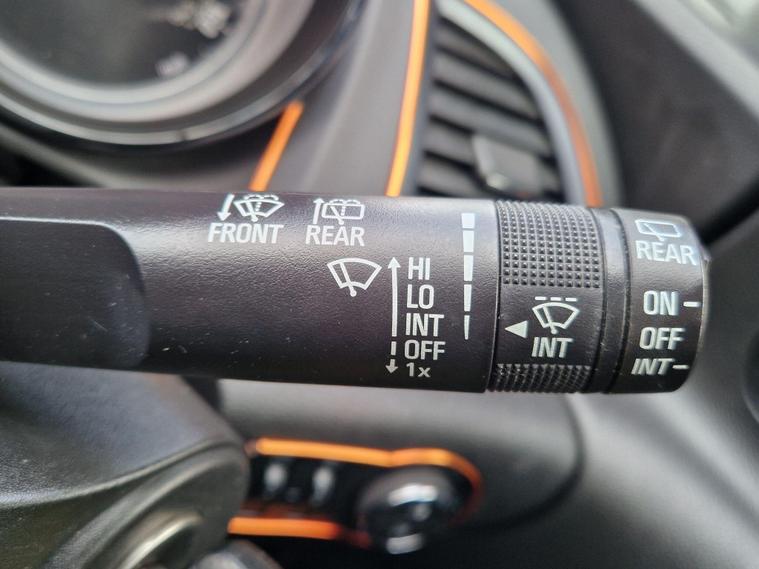 FRONT REAR
HI
LO
INT
OFF
1x
INT
REAR
ON
OFF
INT